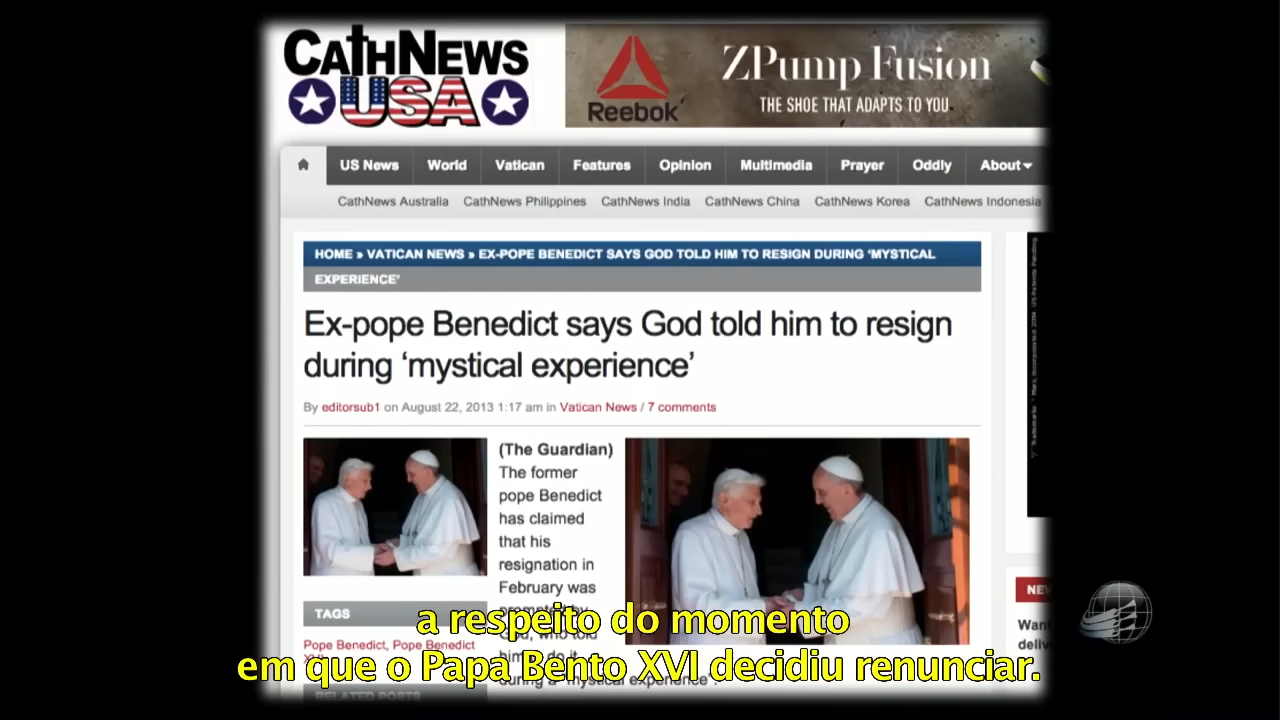 CATHNEWS
USA
Reebok
ZPump Fusion
THE SHOE THAT ADAPTS TO YOU
US News World Vatican Features Opinion Multimedia Prayer Oddly About
CathNews Australia CathNews Philippines CathNews India CathNews China CathNews Korea CathNews Indonesia
HOME » VATICAN NEWS » EX-POPE BENEDICT SAYS GOD TOLD HIM TO RESIGN DURING ‘MYSTICAL
EXPERIENCE’
Ex-pope Benedict says God told him to resign
during ‘mystical experience’
By editorsub1 on August 22, 2013 1:17 am in Vatican News / 7 comments
(The Guardian)
The former
pope Benedict
has claimed
that his
resignation in
February was
TAGS
Pope Benedict, Pope Benedict
RELATED POSTS
NEW
Want
deliv
a respeito do momento
em que o Papa Bento XVI decidiu renunciar.